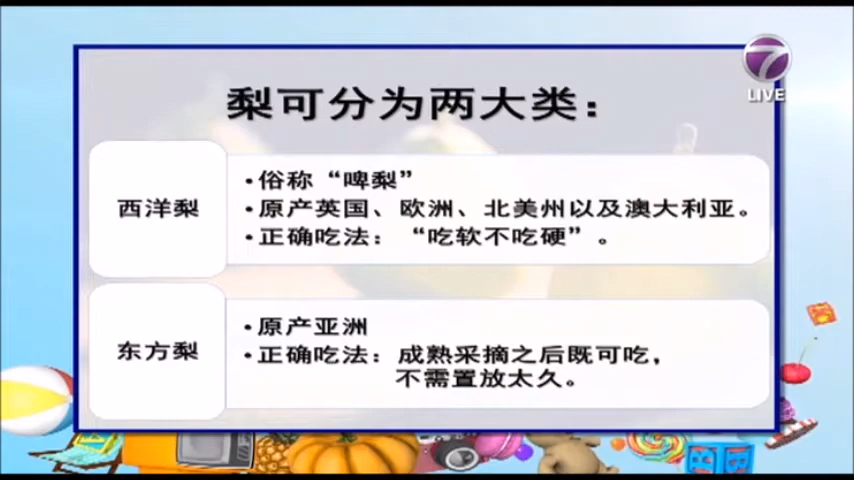 7
LIVE
梨可分为两大类：
西洋梨
•俗称“啤梨”
•原产英国、欧洲、北美州以及澳大利亚。
•正确吃法：“吃软不吃硬”。
东方梨
•原产亚洲
•正确吃法：成熟采摘之后既可吃，
不需置放太久。
B